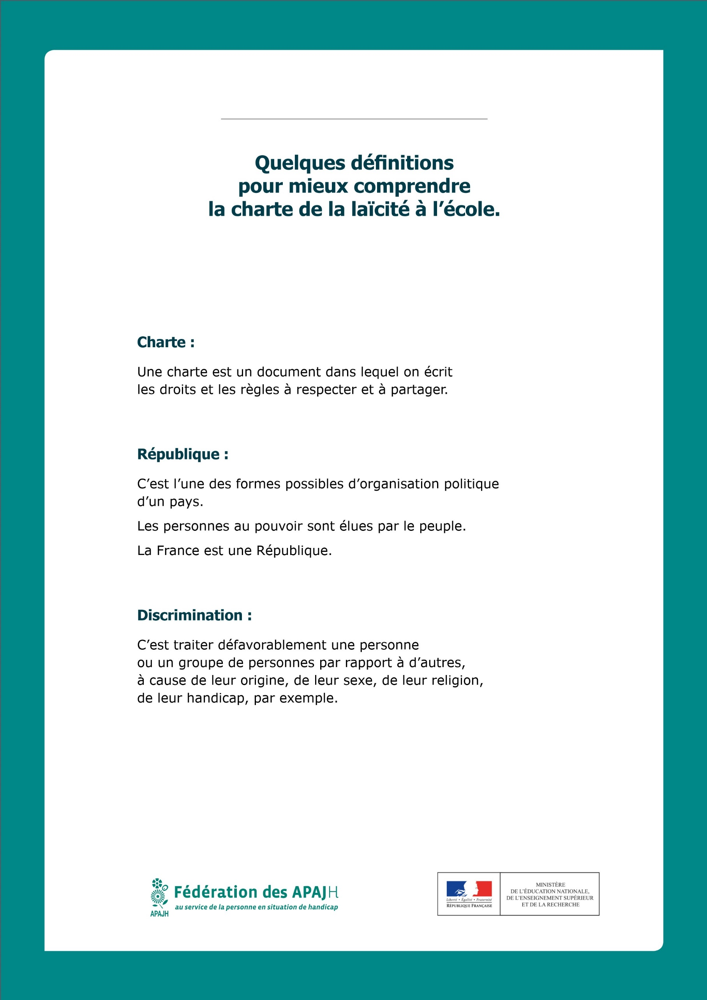 Quelques définitions
pour mieux comprendre
la charte de la laïcité à l’école.
Charte :
Une charte est un document dans lequel on écrit
les droits et les règles à respecter et à partager.
République :
C’est l’une des formes possibles d’organisation politique
d’un pays.
Les personnes au pouvoir sont élues par le peuple.
La France est une République.
Discrimination :
C’est traiter défavorablement une personne
ou un groupe de personnes par rapport à d’autres,
à cause de leur origine, de leur sexe, de leur religion,
de leur handicap, par exemple.
APAJH
Fédération des APAJH
au service de la personne en situation de handicap
Liberté • Égalité • Fraternité
RÉPUBLIQUE FRANÇAISE
MINISTÈRE
DE L’ÉDUCATION NATIONALE,
DE L’ENSEIGNEMENT SUPÉRIEUR
ET DE LA RECHERCHE